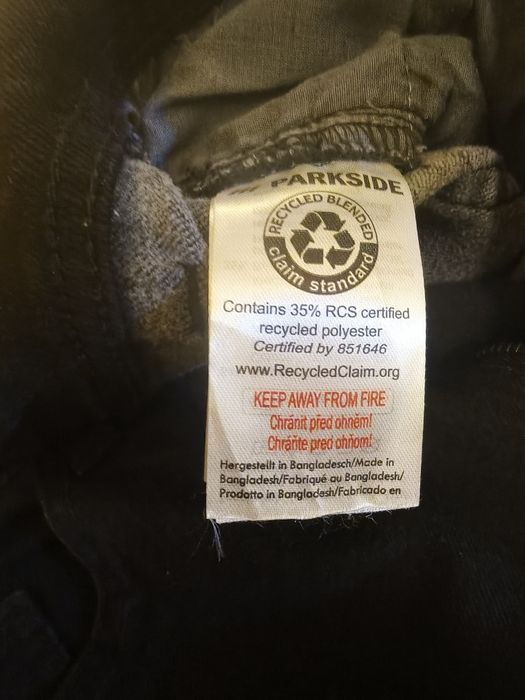 PARKSIDE
RECYCLED BLENDED
claim standard
Contains 35% RCS certified
recycled polyester
Certified by 851646
www.RecycledClaim.org
KEEP AWAY FROM FIRE
Chránit před ohněm!
Chráňte pred ohňom!
Hergestellt in Bangladesch/Made in
Bangladesh/Fabriqué au Bangladesh/
Prodotto in Bangladesh/Fabricado en